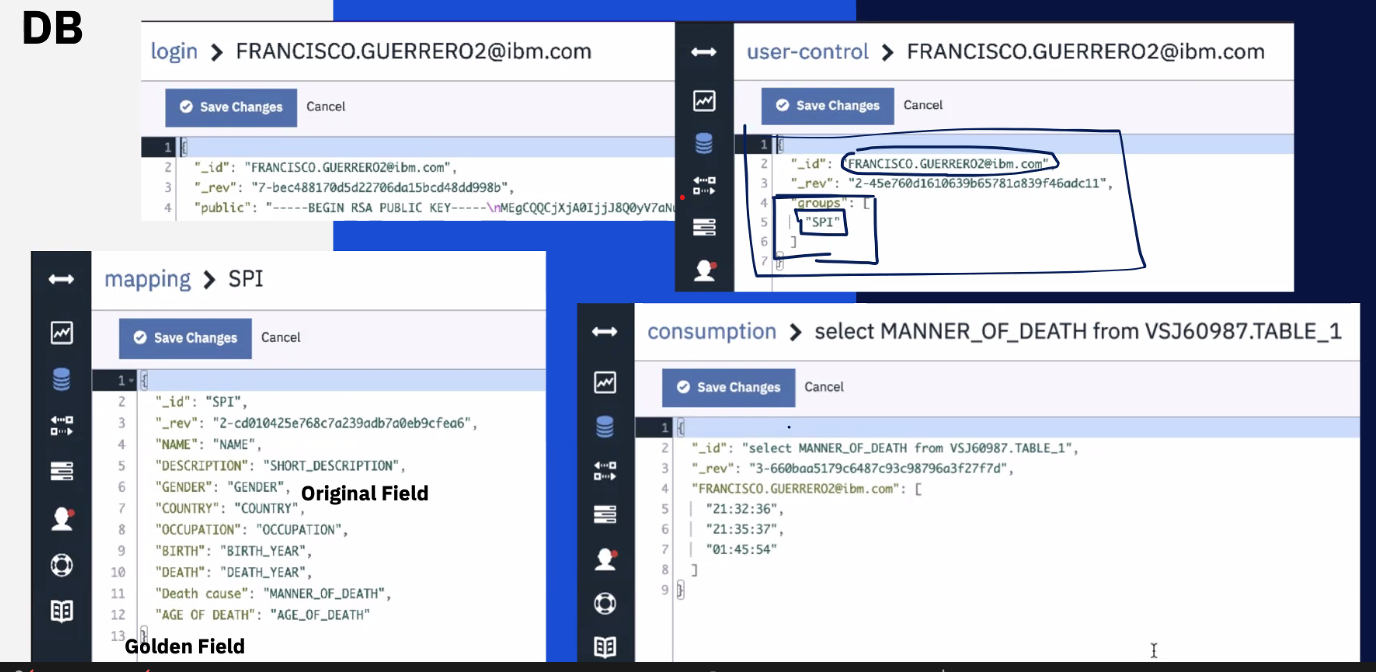 DB
login > FRANCISCO.GUERRERO2@ibm.com
Save Changes Cancel
1 {
2 "_id": "FRANCISCO.GUERRERO2@ibm.com",
3 "_rev": "7-bec488170d5d22706da15bcd48dd998b",
4 "public": "-----BEGIN RSA PUBLIC KEY-----\nMEgCQQCjXjA0IjjJ8Q0yV7aNu
user-control > FRANCISCO.GUERRERO2@ibm.com
Save Changes Cancel
1 {
2 "_id": "FRANCISCO.GUERRERO2@ibm.com",
3 "_rev": "2-45e760d1610639b65781a839f46adc11",
4 "groups": [
5 "SPI"
6 ]
7 }
mapping > SPI
Save Changes Cancel
1 {
2 "_id": "SPI",
3 "_rev": "2-cd010425e768c7a239adb7a0eb9cfea6",
4 "NAME": "NAME",
5 "DESCRIPTION": "SHORT_DESCRIPTION",
6 "GENDER": "GENDER",
Original Field
7 "COUNTRY": "COUNTRY",
8 "OCCUPATION": "OCCUPATION",
9 "BIRTH": "BIRTH_YEAR",
10 "DEATH": "DEATH_YEAR",
11 "Death cause": "MANNER_OF_DEATH",
12 "AGE OF DEATH": "AGE_OF_DEATH"
13 }
Golden Field
consumption > select MANNER_OF_DEATH from VSJ60987.TABLE_1
Save Changes Cancel
1 {
2 "_id": "select MANNER_OF_DEATH from VSJ60987.TABLE_1",
3 "_rev": "3-660baa5179c6487c93c98796a3f27f7d",
4 "FRANCISCO.GUERRERO2@ibm.com": [
5 "21:32:36",
6 "21:35:37",
7 "01:45:54"
8 ]
9 }